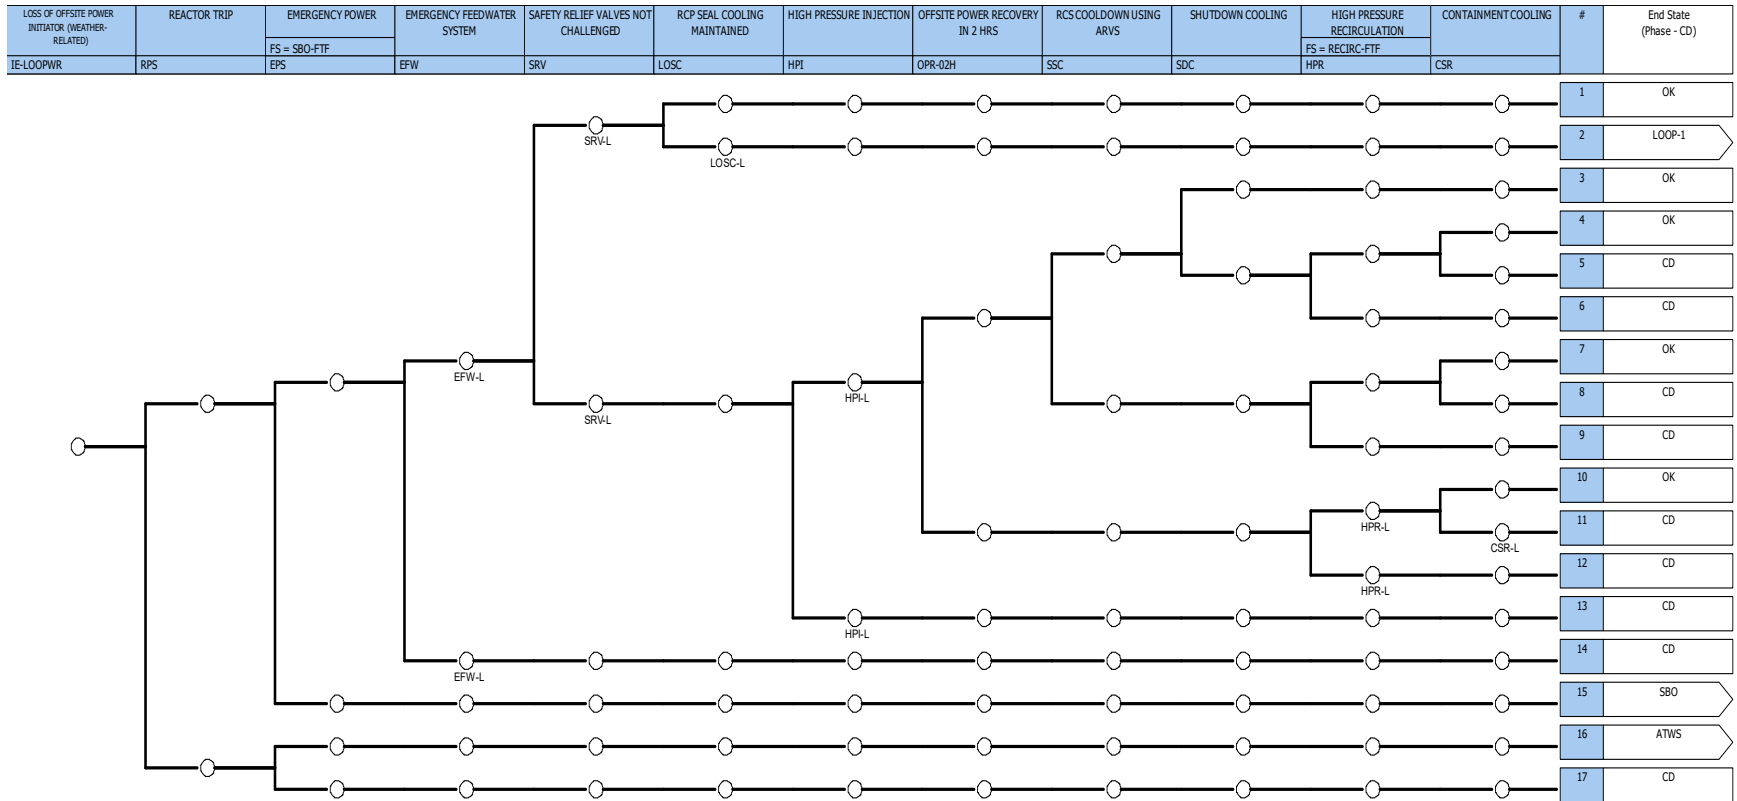 LOSS OF OFFSITE POWER
INITIATOR (WEATHER-
RELATED)
IE-LOOPWR
REACTOR TRIP
RPS
EMERGENCY POWER
FS = SBO-FTF
EPS
EMERGENCY FEEDWATER
SYSTEM
EFW
SAFETY RELIEF VALVES NOT
CHALLENGED
SRV
RCP SEAL COOLING
MAINTAINED
LOSC
HIGH PRESSURE INJECTION
HPI
OFFSITE POWER RECOVERY
IN 2 HRS
OPR-02H
RCS COOLDOWN USING
ARVS
SSC
SHUTDOWN COOLING
SDC
HIGH PRESSURE
RECIRCULATION
FS = RECIRC-FTF
HPR
CONTAINMENT COOLING
CSR
#
End State
(Phase - CD)
1 OK
SRV-L
2 LOOP-1
LOSC-L
3 OK
4 OK
5 CD
6 CD
7 OK
EFW-L
HPI-L
8 CD
SRV-L
9 CD
10 OK
HPR-L
11 CD
CSR-L
12 CD
HPR-L
13 CD
HPI-L
14 CD
EFW-L
15 SBO
16 ATWS
17 CD